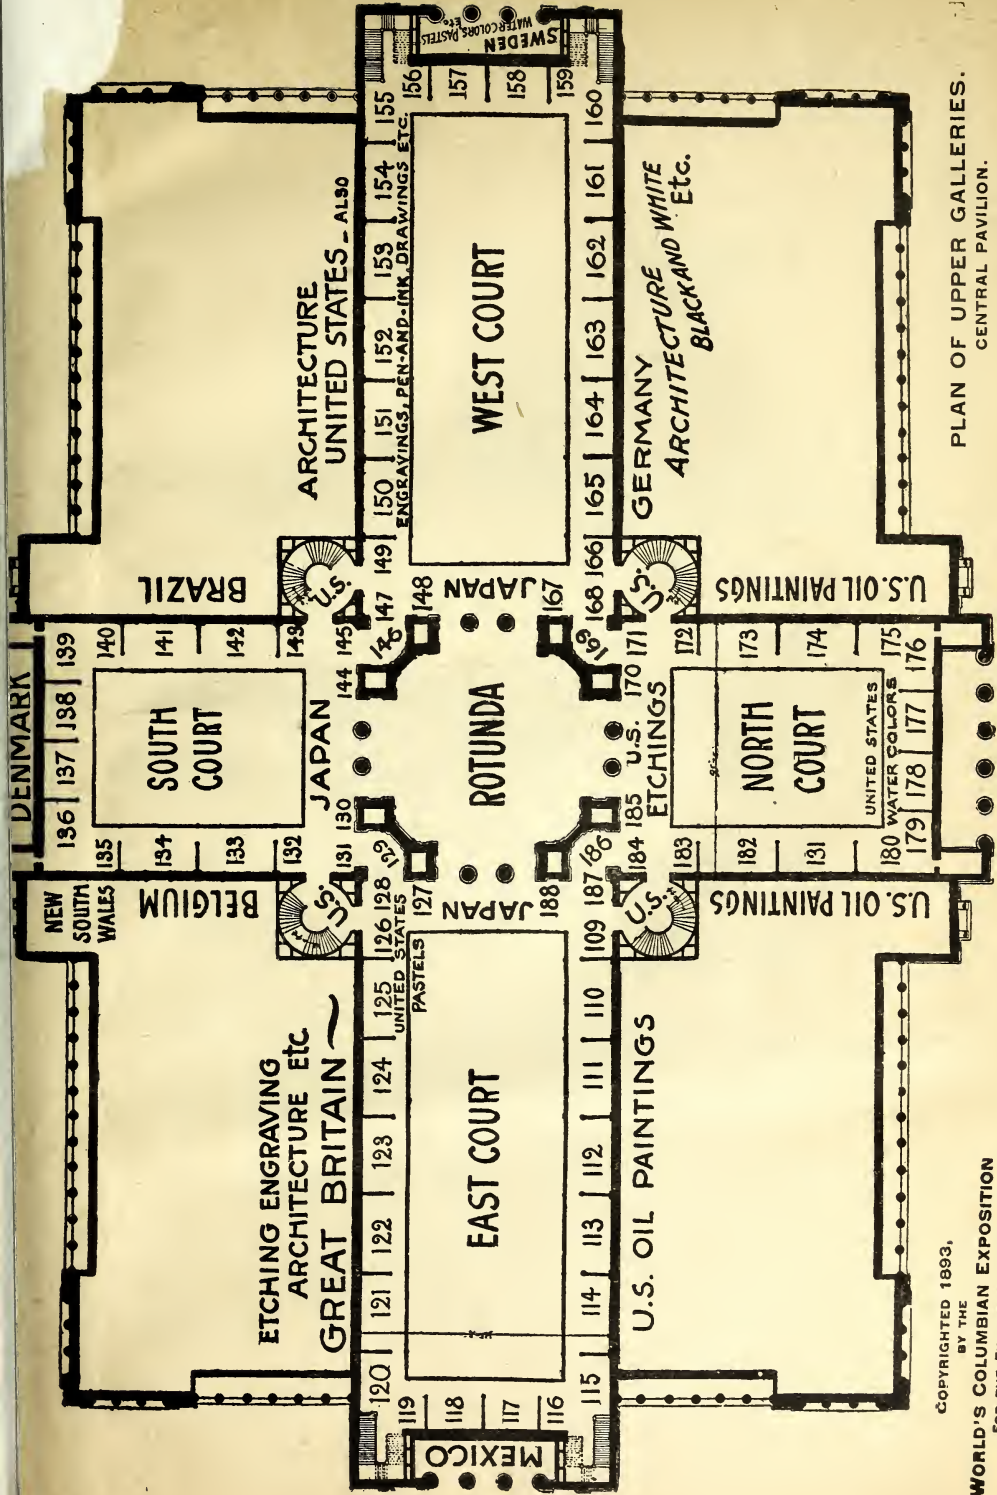 PLAN OF UPPER GALLERIES.
CENTRAL PAVILION.
SWEDEN
WATER COLORS, PASTELS
Etc.
156
157
158
159
155
154
153
152
151
150
149
147
148
ENGRAVINGS, PEN-AND-INK, DRAWINGS ETC.
ARCHITECTURE
UNITED STATES_ALSO
WEST COURT
160
161
162
163
164
165
166
168
167
GERMANY
ARCHITECTURE
BLACK AND WHITE
Etc.
JAPAN
U.S.
U.S.
BRAZIL
U.S. OIL PAINTINGS
DENMARK
139
138
137
136
140
141
142
143
145
146
144
SOUTH
COURT
JAPAN
130
131
129
132
133
134
135
ROTUNDA
169
171
170
172
173
174
175
176
177
178
179
180
131
182
183
184
185
186
U.S.
ETCHINGS
NORTH
COURT
UNITED STATES
WATER COLORS
NEW
SOUTH
WALES
BELGIUM
U.S.
JAPAN
U.S.
U.S. OIL PAINTINGS
127
128
126
125
124
123
122
121
120
UNITED STATES
PASTELS
188
187
109
110
111
112
113
114
115
EAST COURT
ETCHING ENGRAVING
ARCHITECTURE Etc.
GREAT BRITAIN
U.S. OIL PAINTINGS
119
118
117
116
MEXICO
COPYRIGHTED 1893,
BY THE
WORLD'S COLUMBIAN EXPOSITION